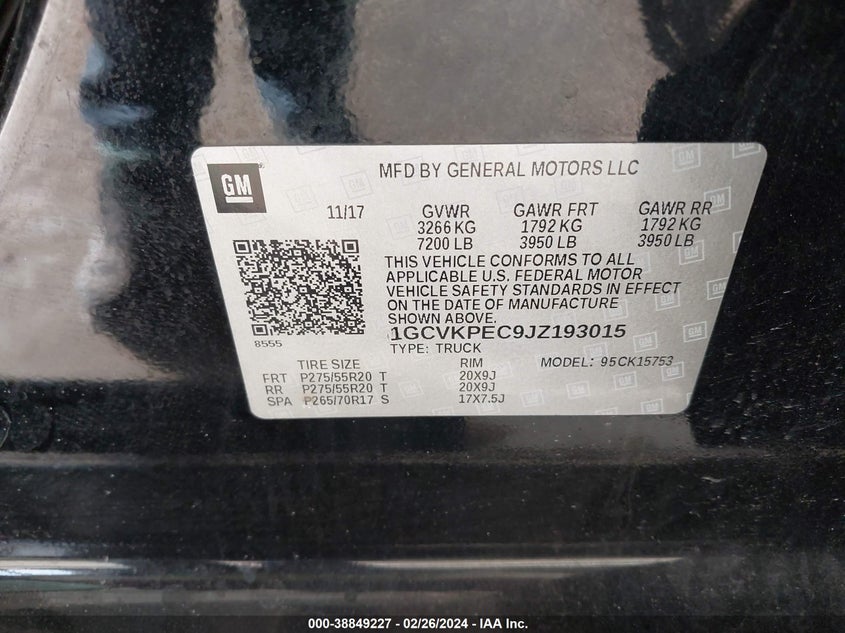 GM
MFD BY GENERAL MOTORS LLC
11/17 GVWR GAWR FRT GAWR RR
3266 KG 1792 KG 1792 KG
7200 LB 3950 LB 3950 LB
THIS VEHICLE CONFORMS TO ALL
APPLICABLE U.S. FEDERAL MOTOR
VEHICLE SAFETY STANDARDS IN EFFECT
ON THE DATE OF MANUFACTURE
SHOWN ABOVE.
8555
1GCVKPEC9JZ193015
TYPE: TRUCK MODEL: 95CK15753
TIRE SIZE RIM
FRT P275/55R20 T 20X9J
RR P275/55R20 T 20X9J
SPA P265/70R17 S 17X7.5J
000-38849227 - 02/26/2024 - IAA Inc.